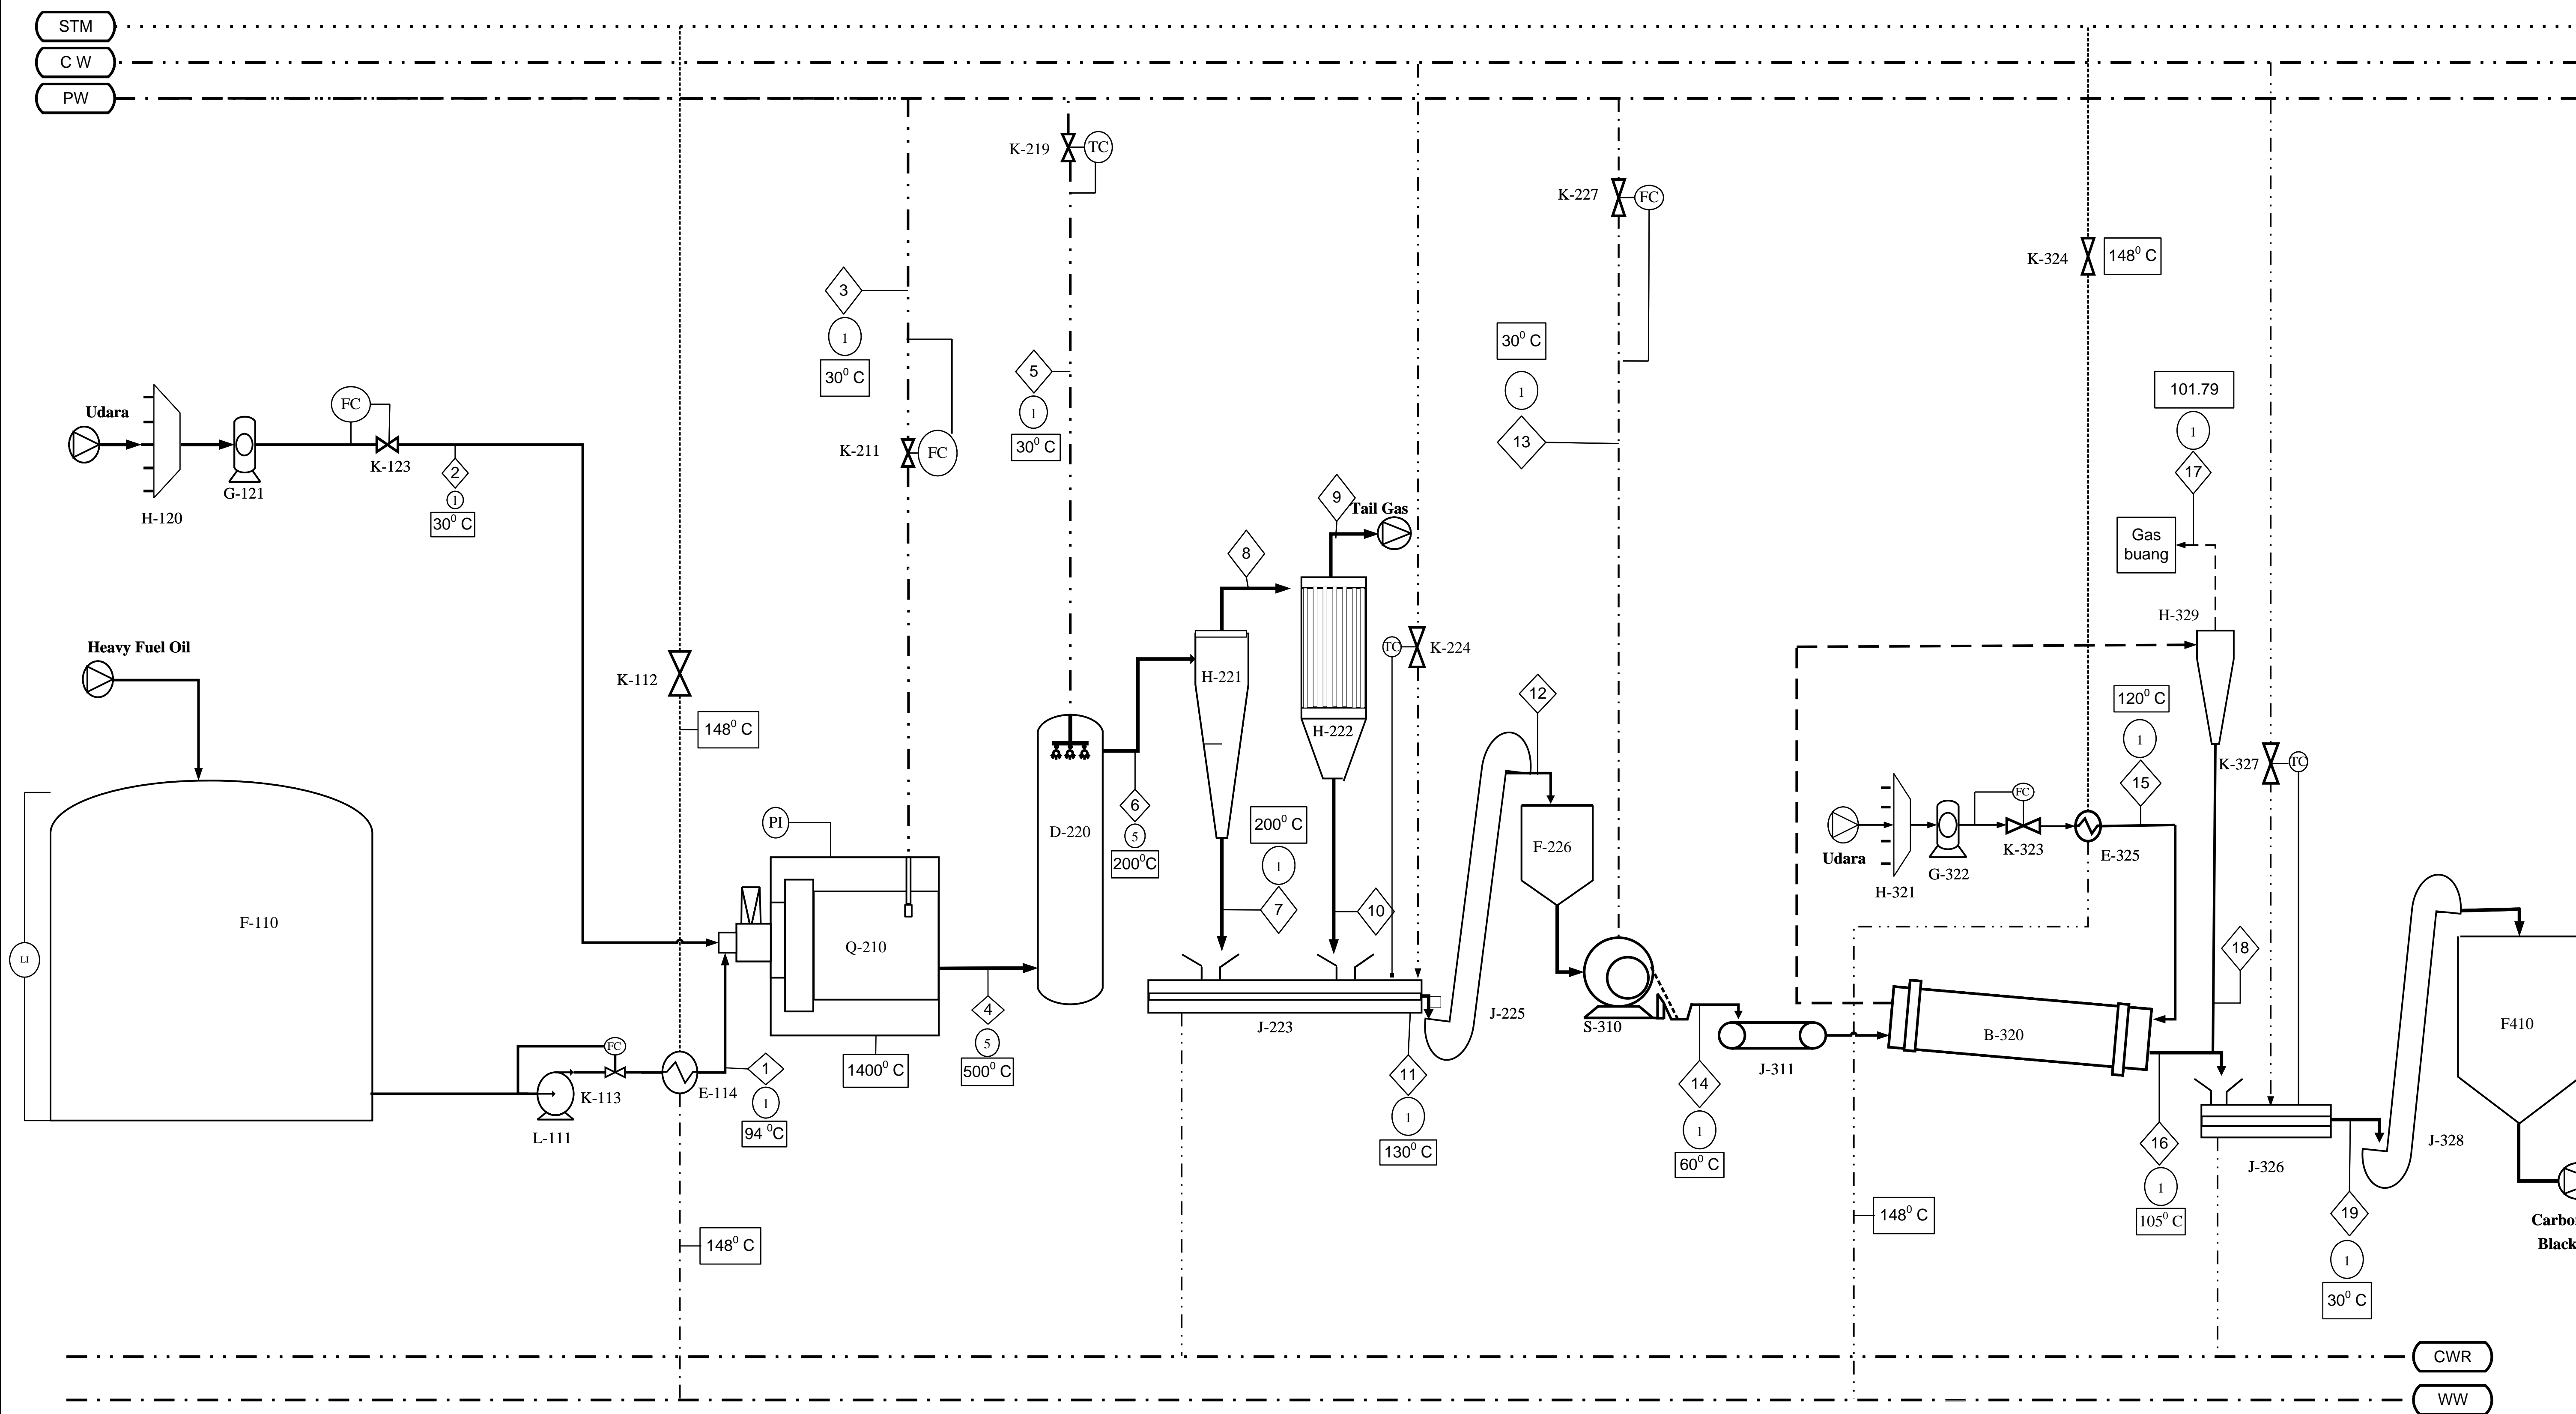 STM
C W
PW
K-219
TC
K-227
FC
K-324
148⁰ C
3
1
30⁰ C
5
1
30⁰ C
30⁰ C
1
13
101.79
1
17
Gas
buang
Udara
FC
K-123
G-121
H-120
2
1
30⁰ C
K-211
FC
9
Tail Gas
8
H-329
Heavy Fuel Oil
K-112
148⁰ C
H-221
H-222
TC
K-224
12
120⁰ C
1
15
K-327
TC
PI
D-220
6
5
200⁰C
200⁰ C
1
7
10
F-226
Udara
H-321
G-322
FC
K-323
E-325
F-110
LI
Q-210
1400⁰ C
4
5
500⁰ C
J-223
J-225
S-310
J-311
B-320
18
F410
FC
K-113
L-111
E-114
1
1
94 ⁰C
11
1
130⁰ C
14
1
60⁰ C
16
1
105⁰ C
J-326
J-328
19
1
30⁰ C
148⁰ C
148⁰ C
Black
CWR
WW